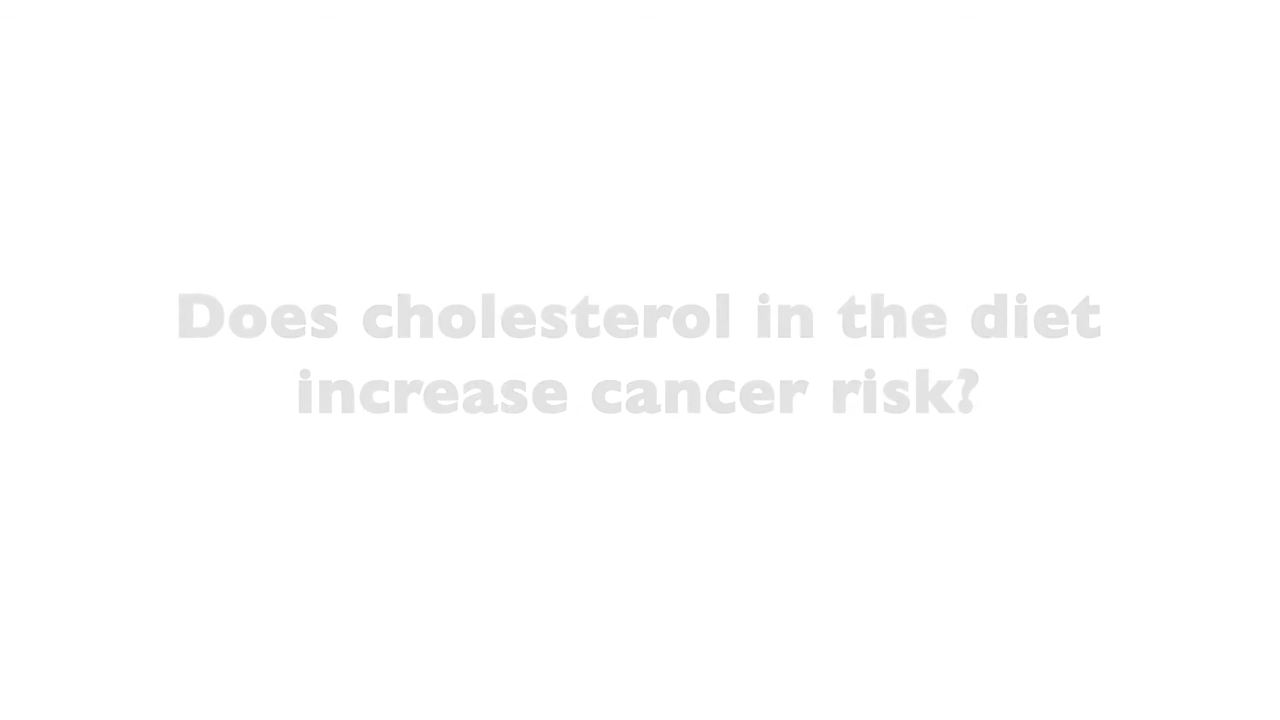 Does cholesterol in the diet
increase cancer risk?